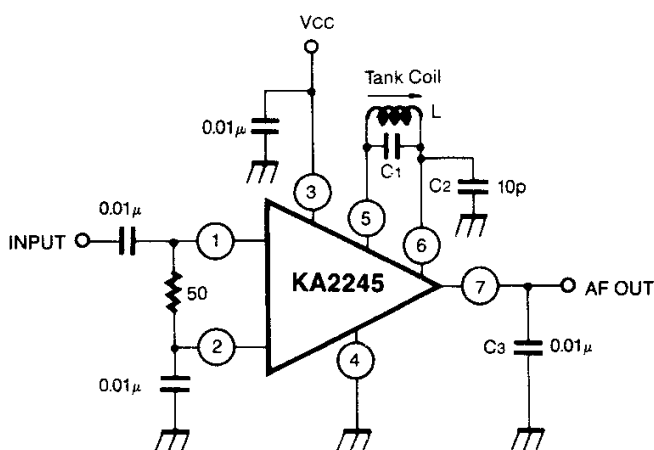 VCC
Tank Coil
L
0.01μ
C1
3
C2
10p
0.01μ
5
INPUT
1
6
KA2245
7
AF OUT
50
2
4
C3
0.01μ
0.01μ